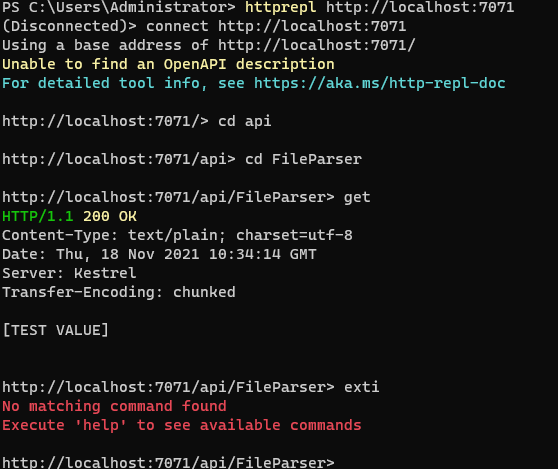 PS C:\Users\Administrator> httprepl http://localhost:7071
(Disconnected)> connect http://localhost:7071
Using a base address of http://localhost:7071/
Unable to find an OpenAPI description
For detailed tool info, see https://aka.ms/http-repl-doc
http://localhost:7071/> cd api
http://localhost:7071/api> cd FileParser
http://localhost:7071/api/FileParser> get
HTTP/1.1 200 OK
Content-Type: text/plain; charset=utf-8
Date: Thu, 18 Nov 2021 10:34:14 GMT
Server: Kestrel
Transfer-Encoding: chunked
[TEST VALUE]
http://localhost:7071/api/FileParser> exti
No matching command found
Execute 'help' to see available commands
http://localhost:7071/api/FileParser>